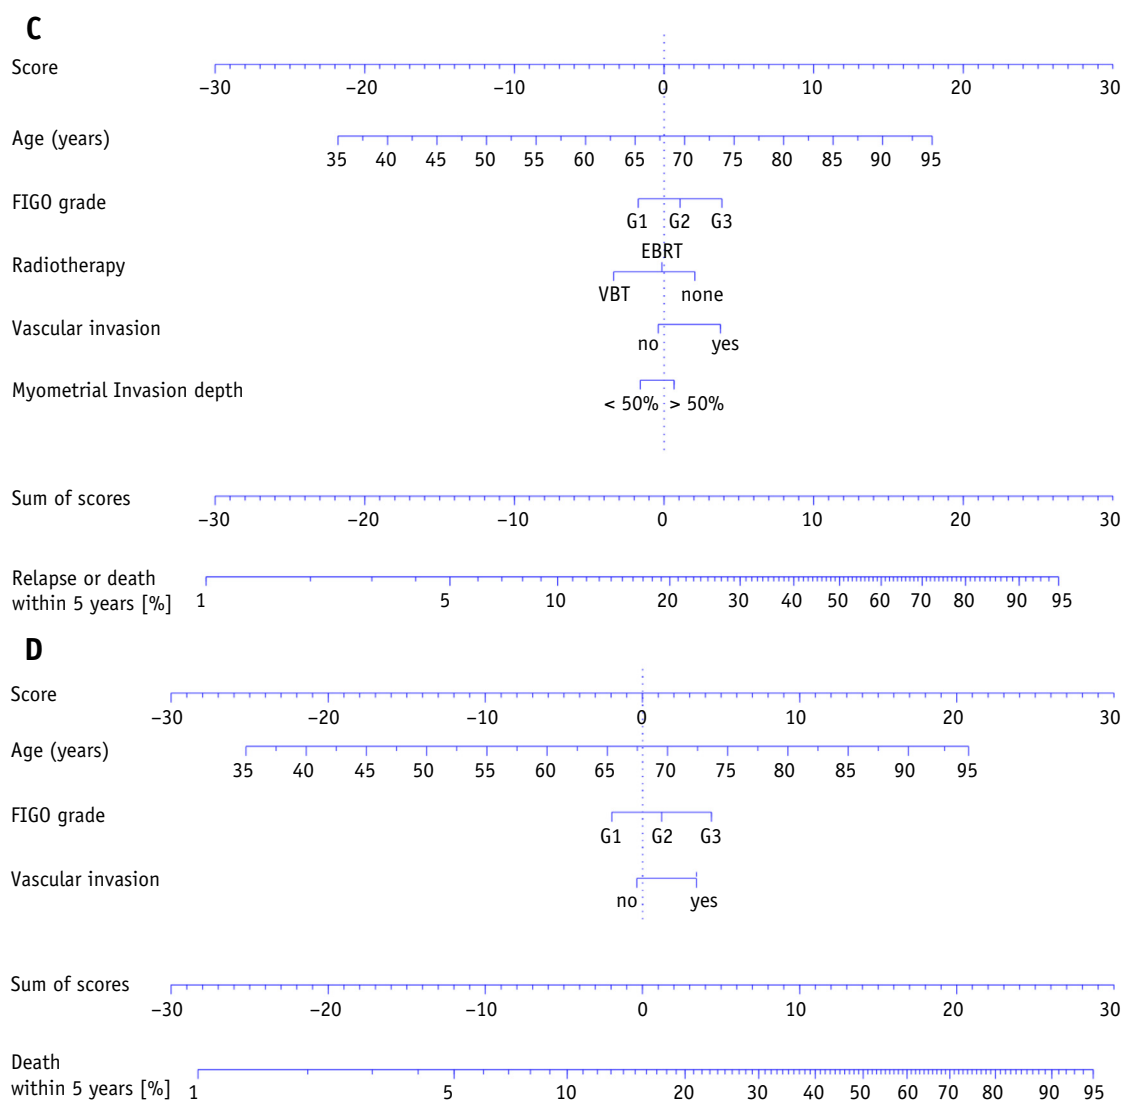 C
Score
−30 −20 −10 0 10 20 30
Age (years)
35 40 45 50 55 60 65 70 75 80 85 90 95
FIGO grade
G1 G2 G3
EBRT
Radiotherapy
VBT none
Vascular invasion
no yes
Myometrial Invasion depth
< 50% > 50%
Sum of scores
−30 −20 −10 0 10 20 30
Relapse or death
within 5 years [%]
1 5 10 20 30 40 50 60 70 80 90 95
D
Score
−30 −20 −10 0 10 20 30
Age (years)
35 40 45 50 55 60 65 70 75 80 85 90 95
FIGO grade
G1 G2 G3
Vascular invasion
no yes
Sum of scores
−30 −20 −10 0 10 20 30
Death
within 5 years [%]
1 5 10 20 30 40 50 60 70 80 90 95